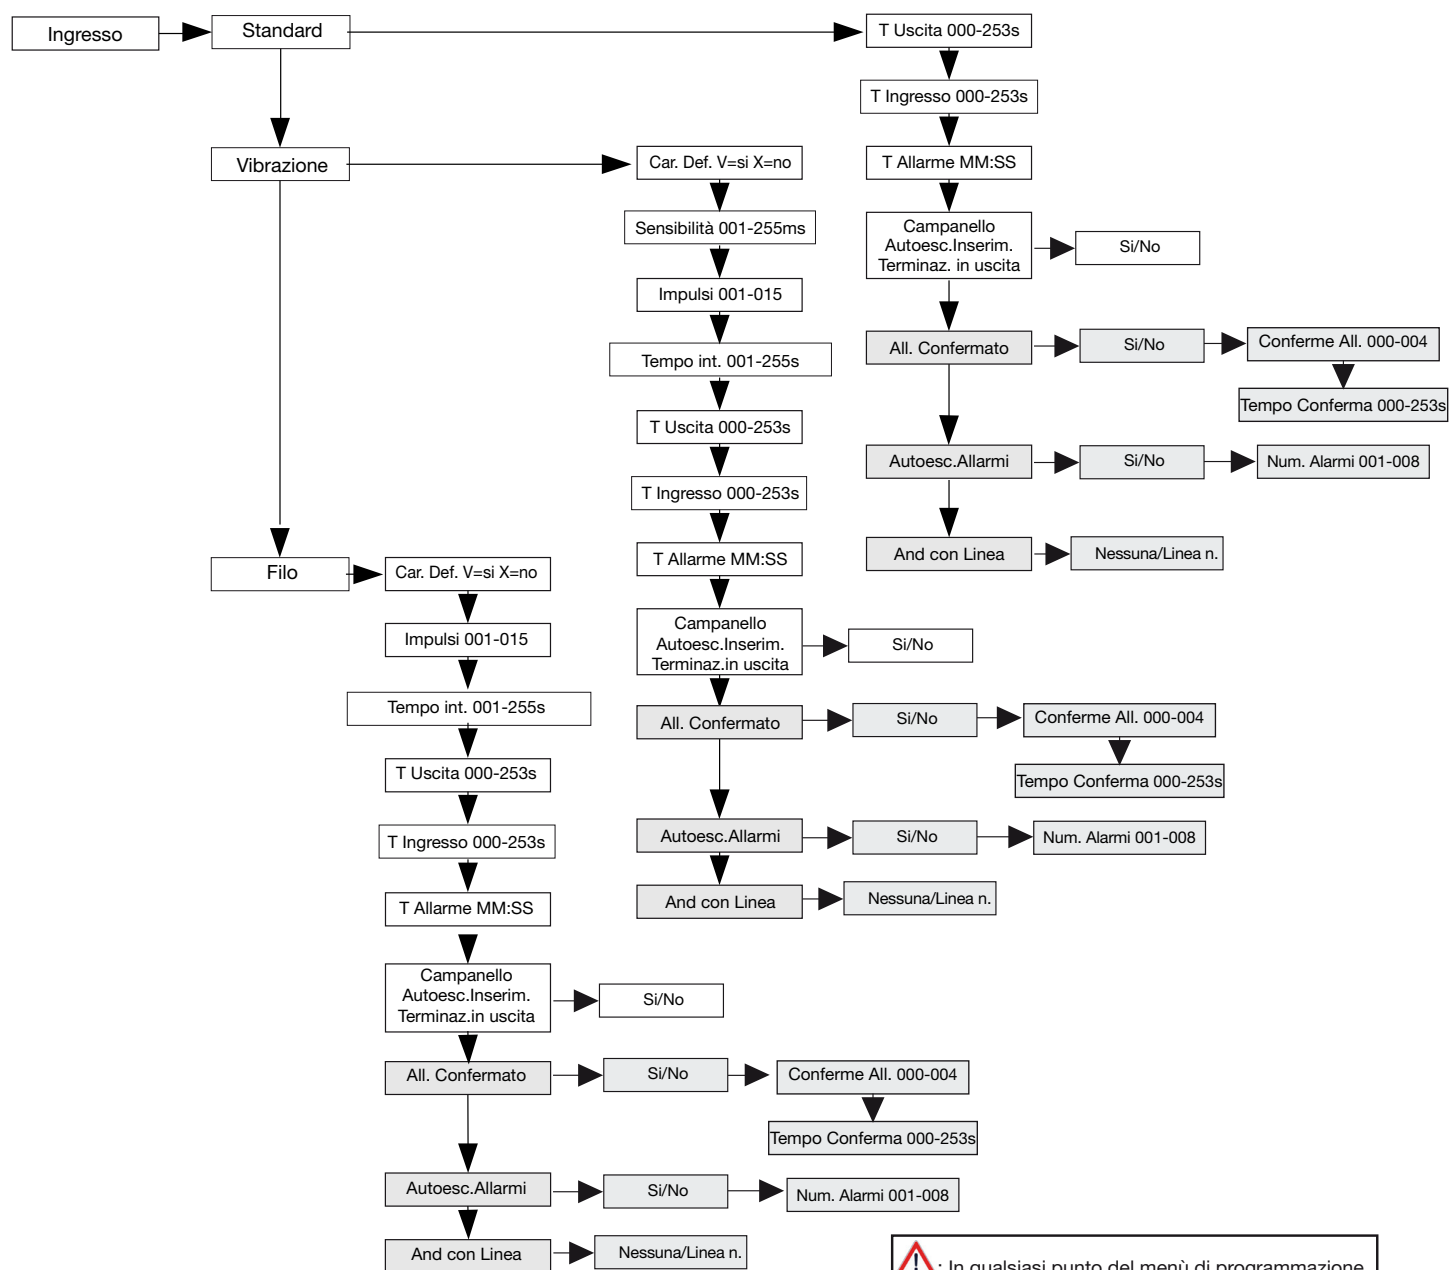 Ingresso
Standard
T Uscita 000-253s
T Ingresso 000-253s
T Allarme MM:SS
Campanello
Autoesc.Inserim.
Terminaz. in uscita
Si/No
All. Confermato
Si/No
Conferme All. 000-004
Tempo Conferma 000-253s
Autoesc.Allarmi
Si/No
Num. Alarmi 001-008
And con Linea
Nessuna/Linea n.
Vibrazione
Car. Def. V=si X=no
Sensibilità 001-255ms
Impulsi 001-015
Tempo int. 001-255s
T Uscita 000-253s
T Ingresso 000-253s
T Allarme MM:SS
Campanello
Autoesc.Inserim.
Terminaz.in uscita
Si/No
All. Confermato
Si/No
Conferme All. 000-004
Tempo Conferma 000-253s
Autoesc.Allarmi
Si/No
Num. Alarmi 001-008
And con Linea
Nessuna/Linea n.
Filo
Car. Def. V=si X=no
Impulsi 001-015
Tempo int. 001-255s
T Uscita 000-253s
T Ingresso 000-253s
T Allarme MM:SS
Campanello
Autoesc.Inserim.
Terminaz.in uscita
Si/No
All. Confermato
Si/No
Conferme All. 000-004
Tempo Conferma 000-253s
Autoesc.Allarmi
Si/No
Num. Alarmi 001-008
And con Linea
Nessuna/Linea n.
: In qualsiasi punto del menù di programmazione